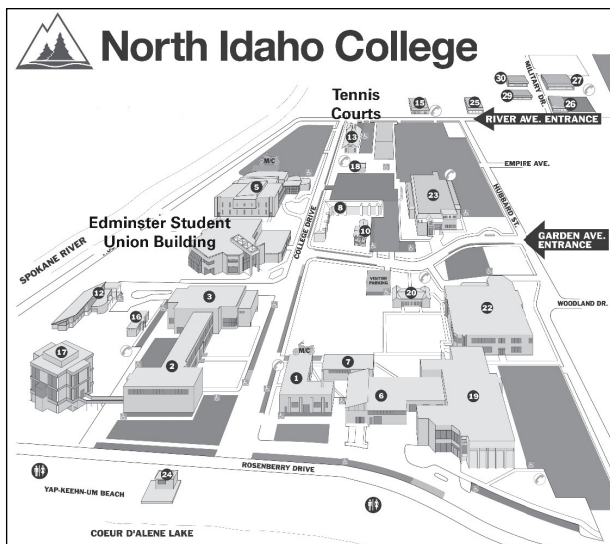 North Idaho College
Tennis
Courts
MILITARY DR.
30
27
29
26
15
25
RIVER AVE. ENTRANCE
13
M/C
18
EMPIRE AVE.
5
23
8
HUBBARD ST.
Edminster Student
Union Building
COLLEGE DRIVE
10
GARDEN AVE.
ENTRANCE
SPOKANE RIVER
VISITOR
PARKING
20
12
3
16
22
WOODLAND DR.
17
2
M/C
7
1
6
19
ROSENBERRY DRIVE
24
YAP-KEEHN-UM BEACH
COEUR D'ALENE LAKE